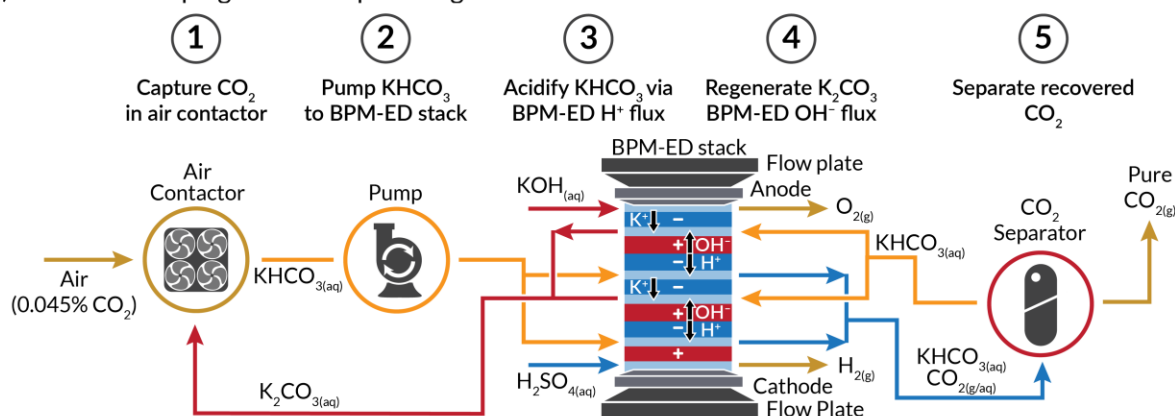 1
2
3
4
5
Capture CO₂
in air contactor
Pump KHCO₃
to BPM-ED stack
Acidify KHCO₃ via
BPM-ED H⁺ flux
Regenerate K₂CO₃
BPM-ED OH⁻ flux
Separate recovered
CO₂
BPM-ED stack
Flow plate
Anode
Air
Contactor
Pump
KOH(aq)
O₂(g)
K⁺
−
+
OH⁻
−
H⁺
K⁺
−
+
OH⁻
−
H⁺
+
Air
(0.045% CO₂)
KHCO₃(aq)
KHCO₃(aq)
CO₂
Separator
Pure
CO₂(g)
K₂CO₃(aq)
H₂SO₄(aq)
H₂(g)
KHCO₃(aq)
CO₂(g/aq)
Cathode
Flow Plate